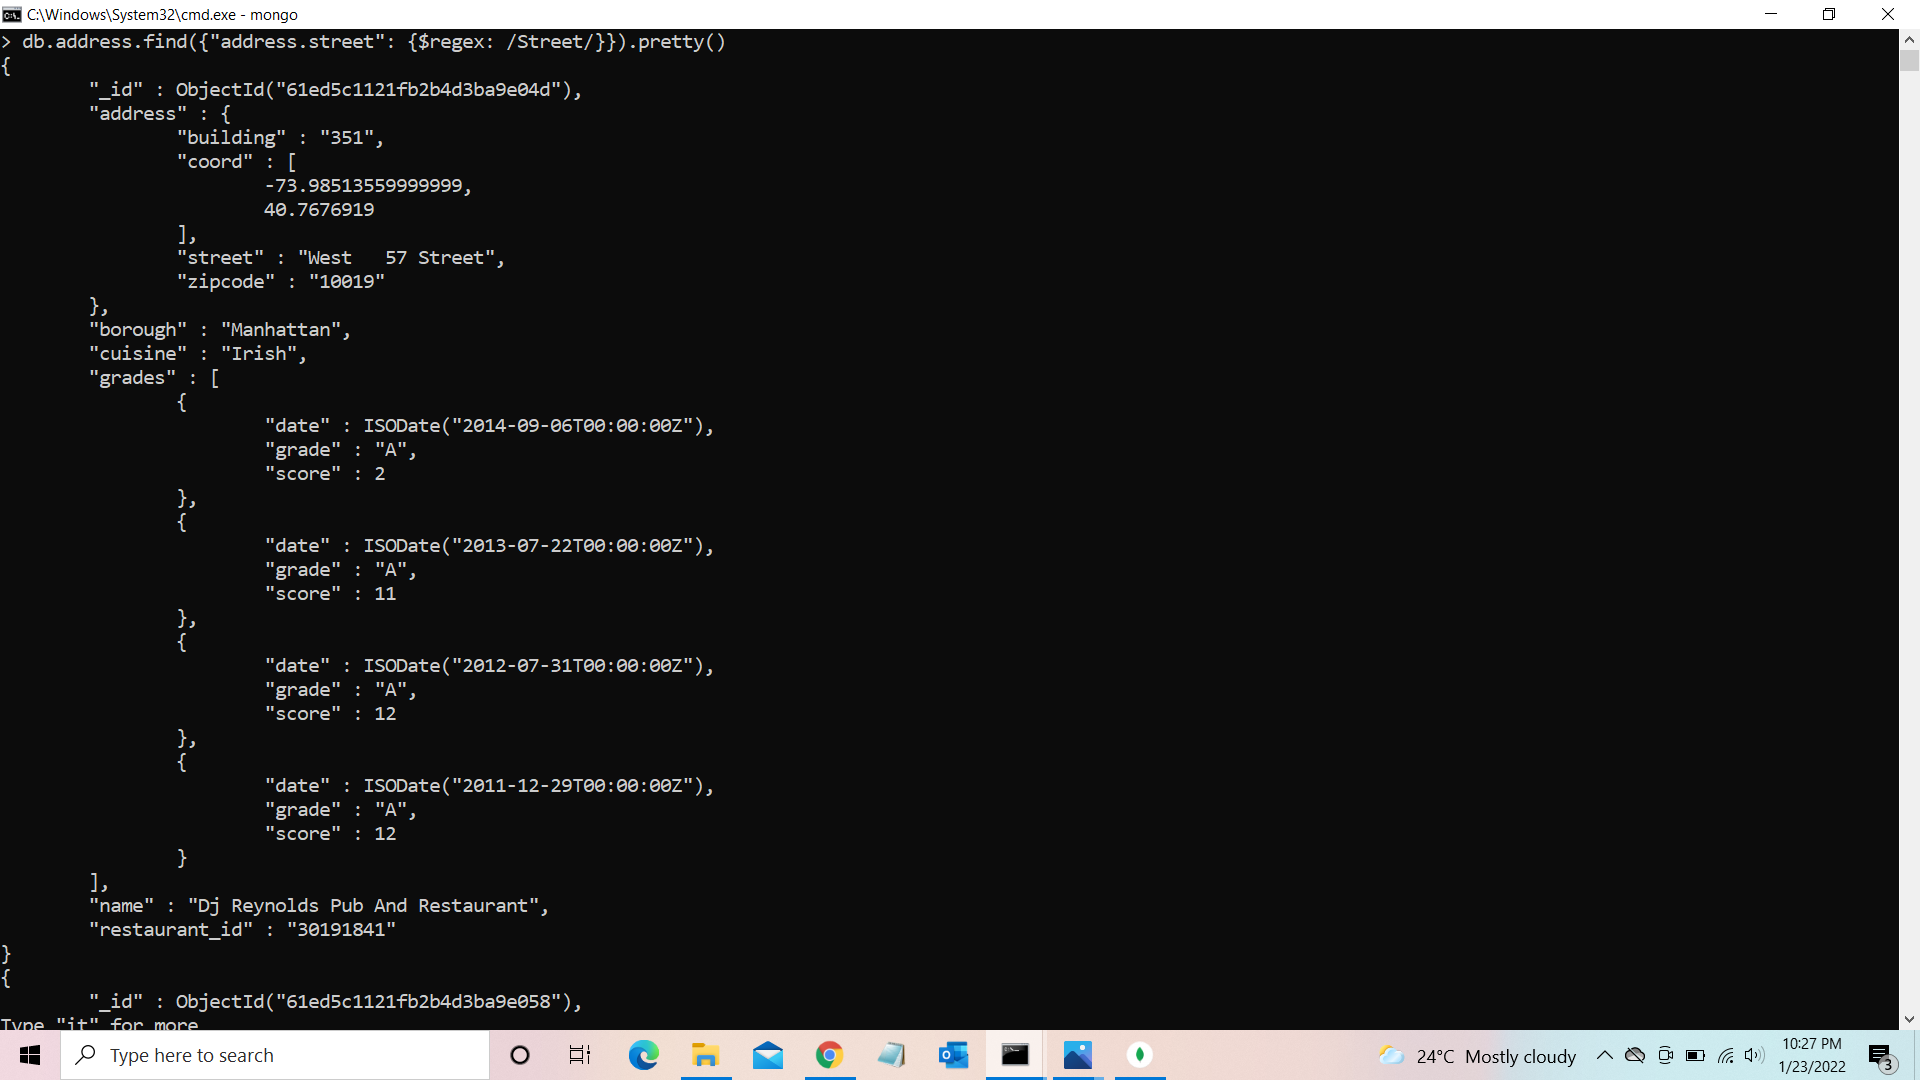 C:\Windows\System32\cmd.exe - mongo
> db.address.find({"address.street": {$regex: /Street/}}).pretty()
{
"_id" : ObjectId("61ed5c1121fb2b4d3ba9e04d"),
"address" : {
"building" : "351",
"coord" : [
-73.98513559999999,
40.7676919
],
"street" : "West   57 Street",
"zipcode" : "10019"
},
"borough" : "Manhattan",
"cuisine" : "Irish",
"grades" : [
{
"date" : ISODate("2014-09-06T00:00:00Z"),
"grade" : "A",
"score" : 2
},
{
"date" : ISODate("2013-07-22T00:00:00Z"),
"grade" : "A",
"score" : 11
},
{
"date" : ISODate("2012-07-31T00:00:00Z"),
"grade" : "A",
"score" : 12
},
{
"date" : ISODate("2011-12-29T00:00:00Z"),
"grade" : "A",
"score" : 12
}
],
"name" : "Dj Reynolds Pub And Restaurant",
"restaurant_id" : "30191841"
}
{
"_id" : ObjectId("61ed5c1121fb2b4d3ba9e058"),
Type "it" for more
Type here to search
24°C Mostly cloudy
10:27 PM
1/23/2022
3